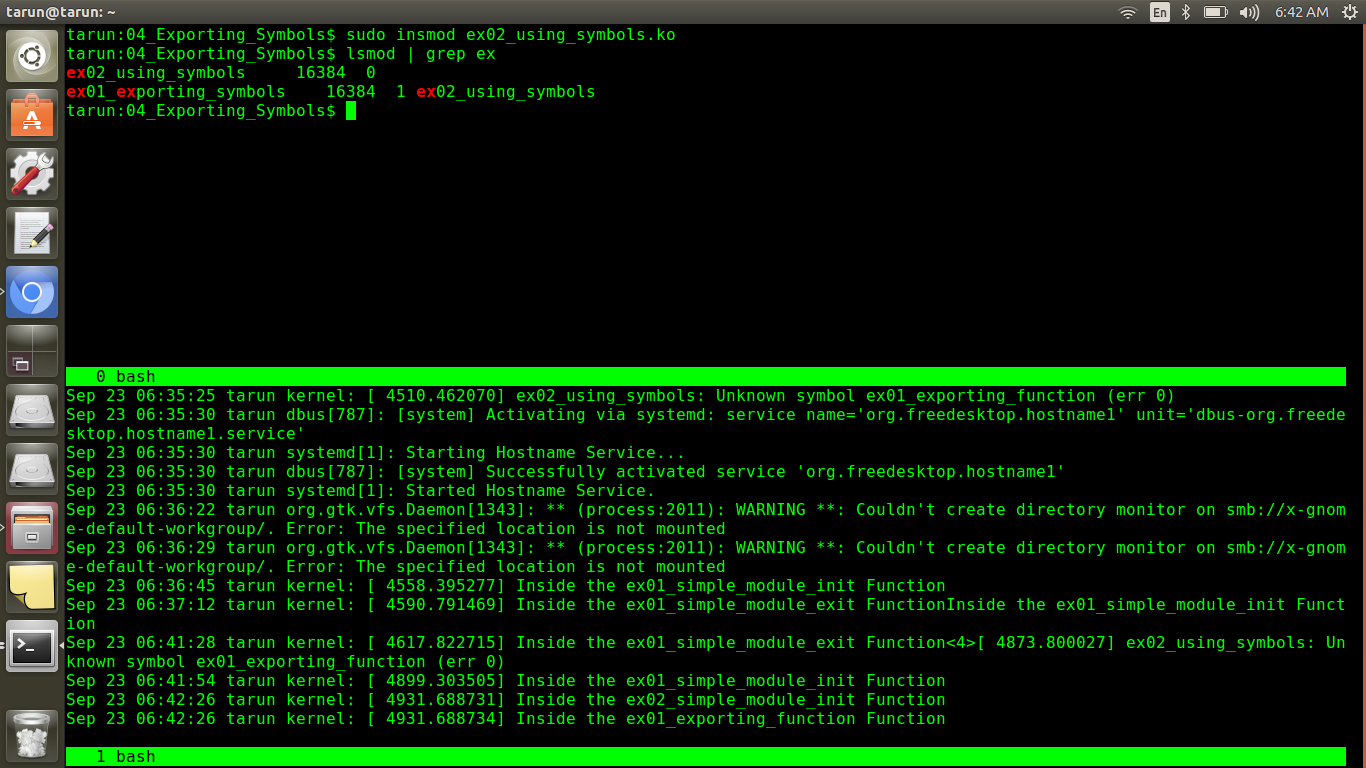 tarun@tarun: ~
En
6:42 AM
tarun:04_Exporting_Symbols$ sudo insmod ex02_using_symbols.ko
tarun:04_Exporting_Symbols$ lsmod | grep ex
ex02_using_symbols     16384  0
ex01_exporting_symbols    16384  1 ex02_using_symbols
tarun:04_Exporting_Symbols$
0 bash
Sep 23 06:35:25 tarun kernel: [ 4510.462070] ex02_using_symbols: Unknown symbol ex01_exporting_function (err 0)
Sep 23 06:35:30 tarun dbus[787]: [system] Activating via systemd: service name='org.freedesktop.hostname1' unit='dbus-org.freede
sktop.hostname1.service'
Sep 23 06:35:30 tarun systemd[1]: Starting Hostname Service...
Sep 23 06:35:30 tarun dbus[787]: [system] Successfully activated service 'org.freedesktop.hostname1'
Sep 23 06:35:30 tarun systemd[1]: Started Hostname Service.
Sep 23 06:36:22 tarun org.gtk.vfs.Daemon[1343]: ** (process:2011): WARNING **: Couldn't create directory monitor on smb://x-gnom
e-default-workgroup/. Error: The specified location is not mounted
Sep 23 06:36:29 tarun org.gtk.vfs.Daemon[1343]: ** (process:2011): WARNING **: Couldn't create directory monitor on smb://x-gnom
e-default-workgroup/. Error: The specified location is not mounted
Sep 23 06:36:45 tarun kernel: [ 4558.395277] Inside the ex01_simple_module_init Function
Sep 23 06:37:12 tarun kernel: [ 4590.791469] Inside the ex01_simple_module_exit FunctionInside the ex01_simple_module_init Funct
ion
Sep 23 06:41:28 tarun kernel: [ 4617.822715] Inside the ex01_simple_module_exit Function<4>[ 4873.800027] ex02_using_symbols: Un
known symbol ex01_exporting_function (err 0)
Sep 23 06:41:54 tarun kernel: [ 4899.303505] Inside the ex01_simple_module_init Function
Sep 23 06:42:26 tarun kernel: [ 4931.688731] Inside the ex02_simple_module_init Function
Sep 23 06:42:26 tarun kernel: [ 4931.688734] Inside the ex01_exporting_function Function
1 bash